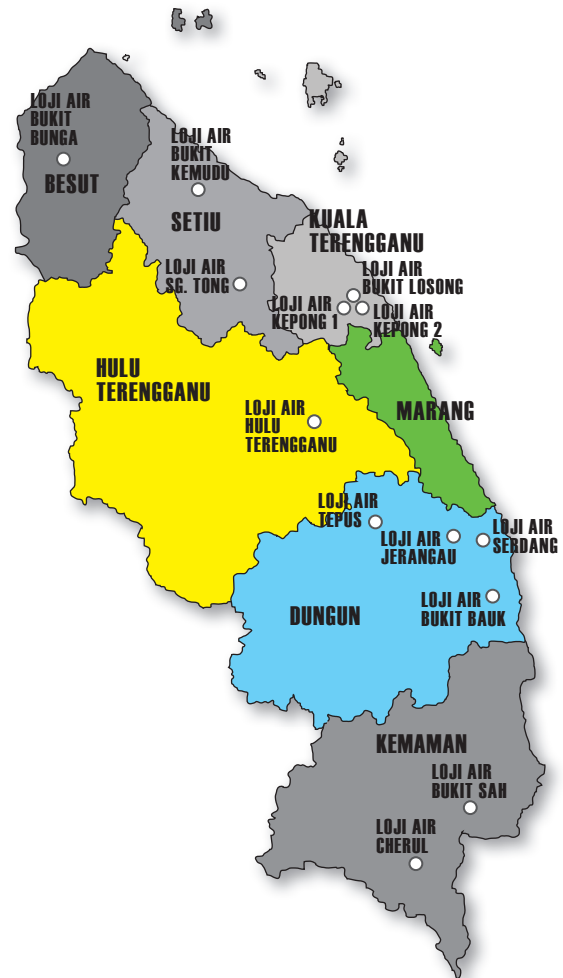 LOJI AIR
BUKIT
BUNGA
BESUT
LOJI AIR
BUKIT
KEMUDU
SETIU
KUALA
TERENGGANU
LOJI AIR
SG. TONG
LOJI AIR
BUKIT LOSONG
LOJI AIR
KEPONG 1
LOJI AIR
KEPONG 2
HULU
TERENGGANU
LOJI AIR
HULU
TERENGGANU
MARANG
LOJI AIR
TEPUS
LOJI AIR
JERANGAU
LOJI AIR
SERDANG
DUNGUN
LOJI AIR
BUKIT BAUK
KEMAMAN
LOJI AIR
BUKIT SAH
LOJI AIR
CHERUL